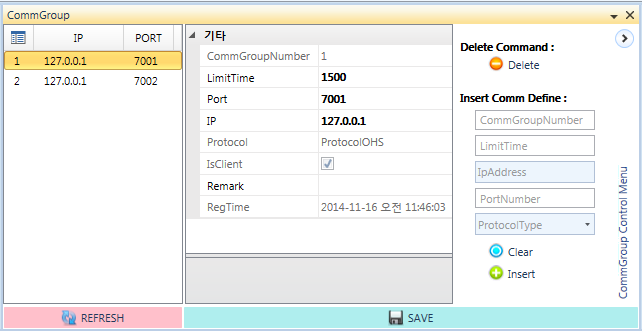 CommGroup
IP PORT
1 127.0.0.1 7001
2 127.0.0.1 7002
기타
CommGroupNumber 1
LimitTime 1500
Port 7001
IP 127.0.0.1
Protocol ProtocolOHS
IsClient
Remark
RegTime 2014-11-16 오전 11:46:03
Delete Command :
Delete
Insert Comm Define :
CommGroupNumber
LimitTime
IpAddress
PortNumber
ProtocolType
Clear
Insert
CommGroup Control Menu
REFRESH
SAVE